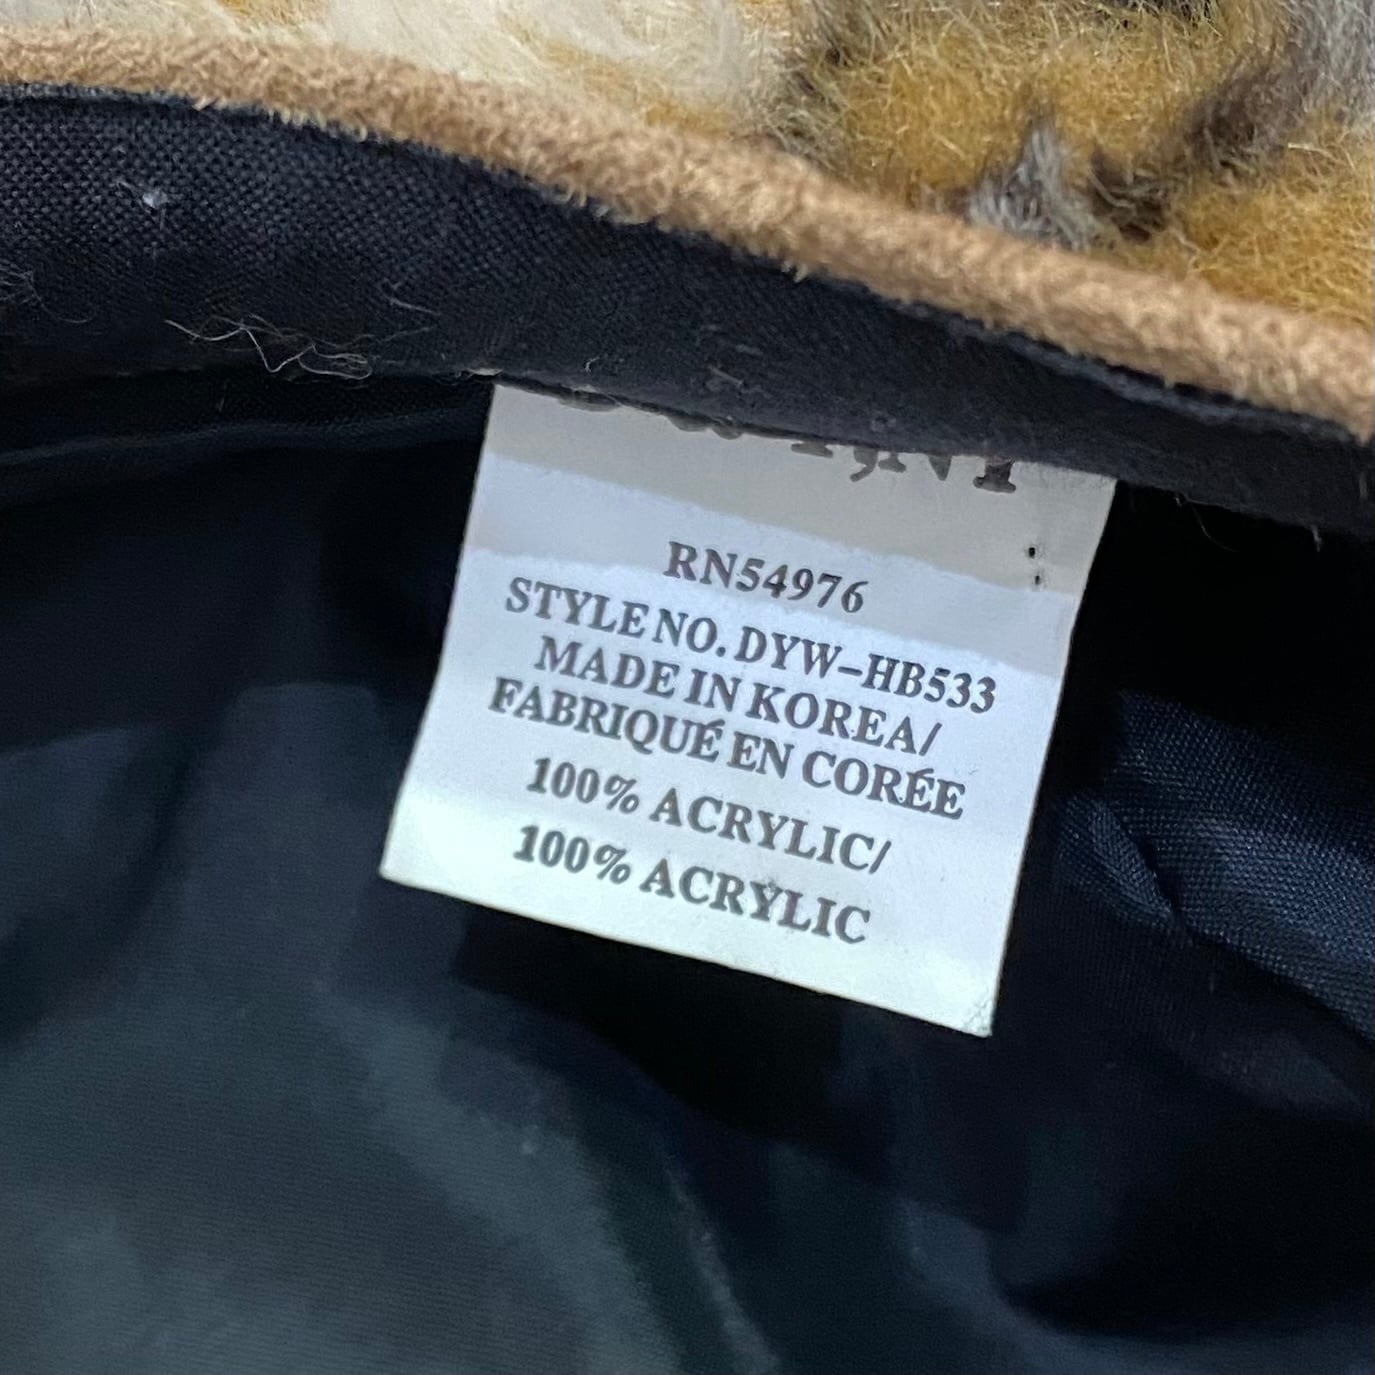 RN54976
STYLE NO. DYW-HB533
MADE IN KOREA/
FABRIQUÉ EN CORÉE
100% ACRYLIC/
100% ACRYLIC